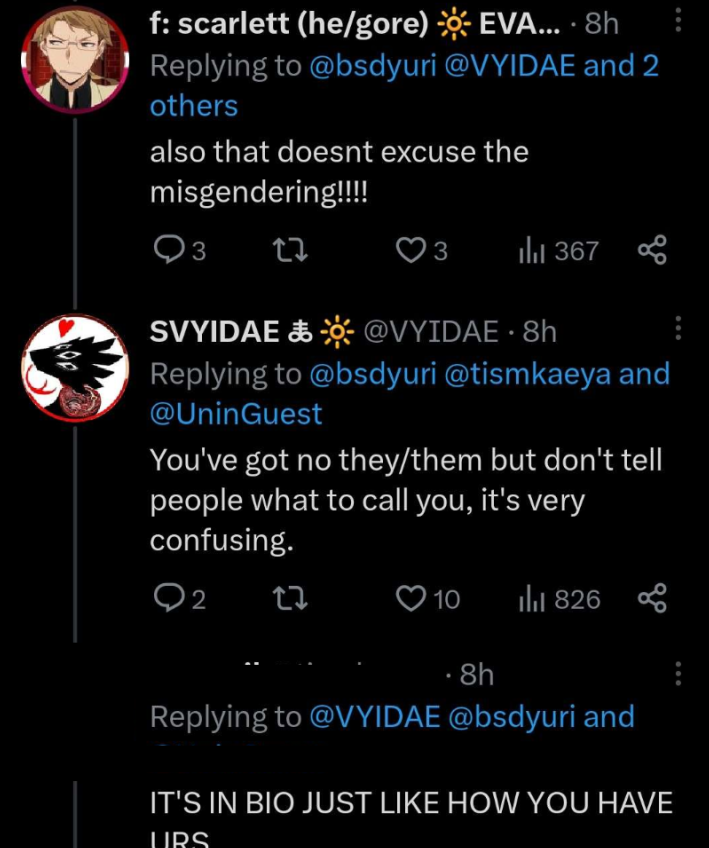 f: scarlett (he/gore) 🔆 EVA... · 8h
Replying to @bsdyuri @VYIDAE and 2
others
also that doesnt excuse the
misgendering!!!!
3 3 367
SVYIDAE 🔆 @VYIDAE · 8h
Replying to @bsdyuri @tismkaeya and
@UninGuest
You've got no they/them but don't tell
people what to call you, it's very
confusing.
2 10 826
· 8h
Replying to @VYIDAE @bsdyuri and
IT'S IN BIO JUST LIKE HOW YOU HAVE
URS